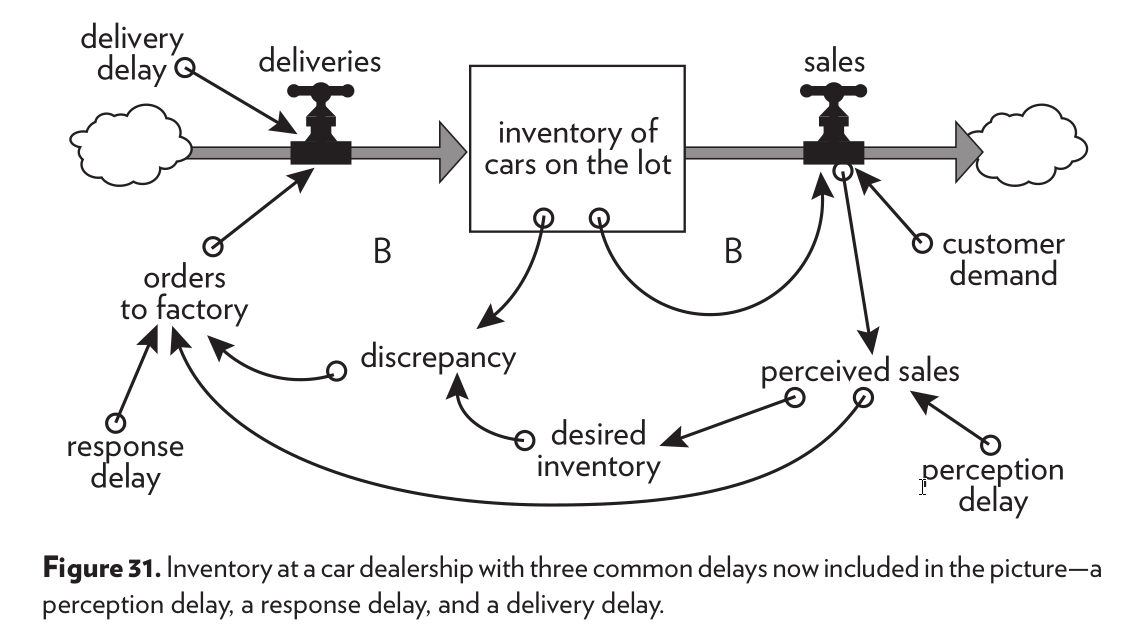 delivery
delay
deliveries
sales
inventory of
cars on the lot
B
B
customer
demand
orders
to factory
discrepancy
perceived sales
response
delay
desired
inventory
perception
delay
Figure 31. Inventory at a car dealership with three common delays now included in the picture—a
perception delay, a response delay, and a delivery delay.